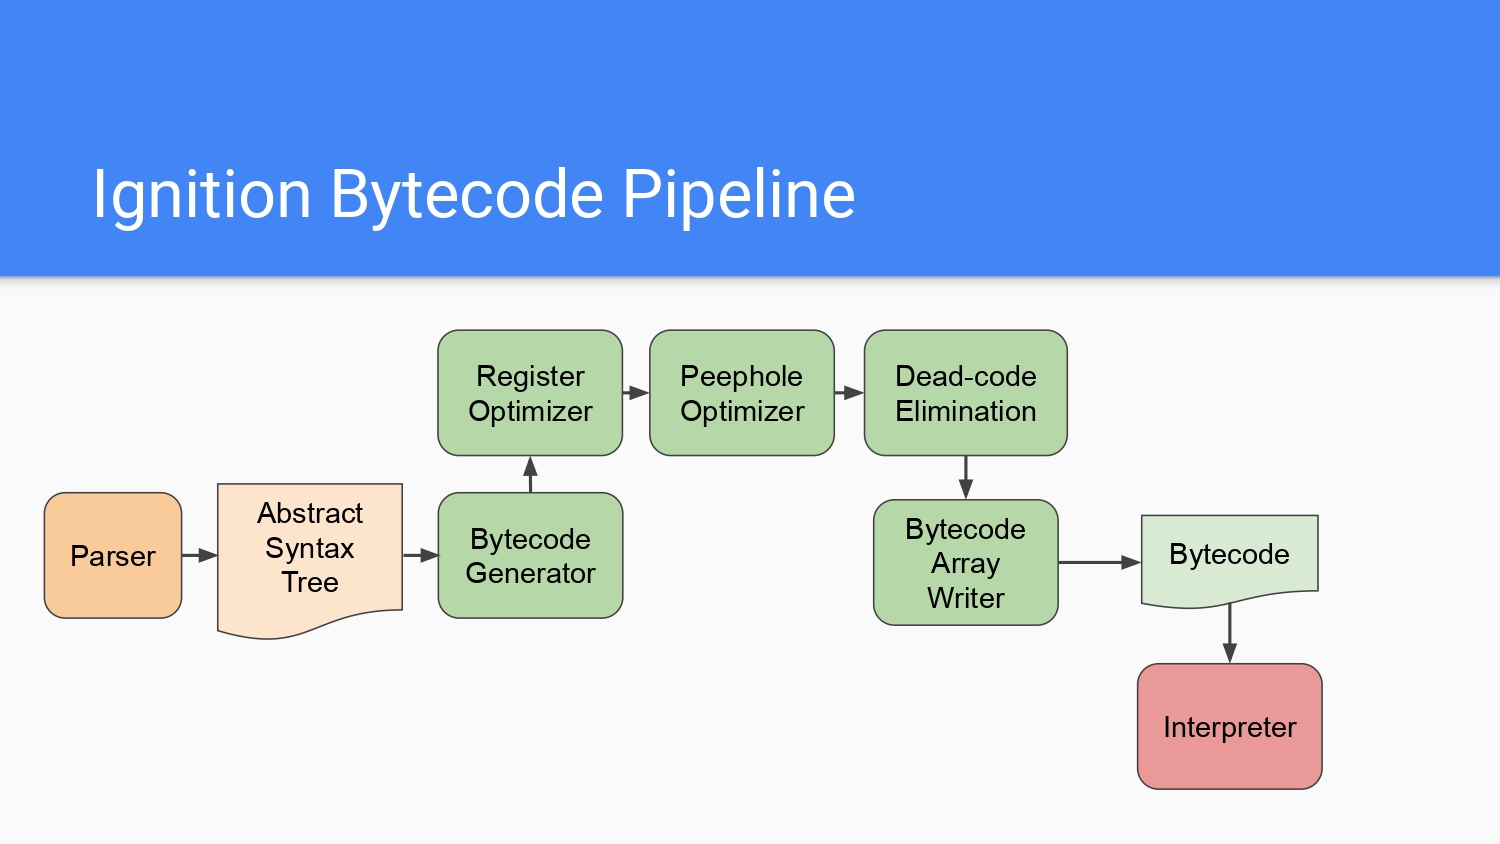 Ignition Bytecode Pipeline
Register
Optimizer
Peephole
Optimizer
Dead-code
Elimination
Parser
Abstract
Syntax
Tree
Bytecode
Generator
Bytecode
Array
Writer
Bytecode
Interpreter